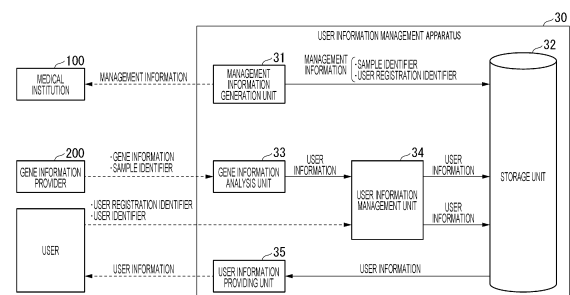 30
USER INFORMATION MANAGEMENT APPARATUS
32
100
MEDICAL
INSTITUTION
MANAGEMENT INFORMATION
31
MANAGEMENT
INFORMATION
GENERATION UNIT
MANAGEMENT
INFORMATION
·SAMPLE IDENTIFIER
·USER REGISTRATION IDENTIFIER
200
GENE INFORMATION
PROVIDER
·GENE INFORMATION
·SAMPLE IDENTIFIER
33
GENE INFORMATION
ANALYSIS UNIT
USER
INFORMATION
34
USER INFORMATION
MANAGEMENT UNIT
USER
INFORMATION
STORAGE UNIT
USER
·USER REGISTRATION IDENTIFIER
·USER IDENTIFIER
USER
INFORMATION
USER INFORMATION
35
USER INFORMATION
PROVIDING UNIT
USER INFORMATION